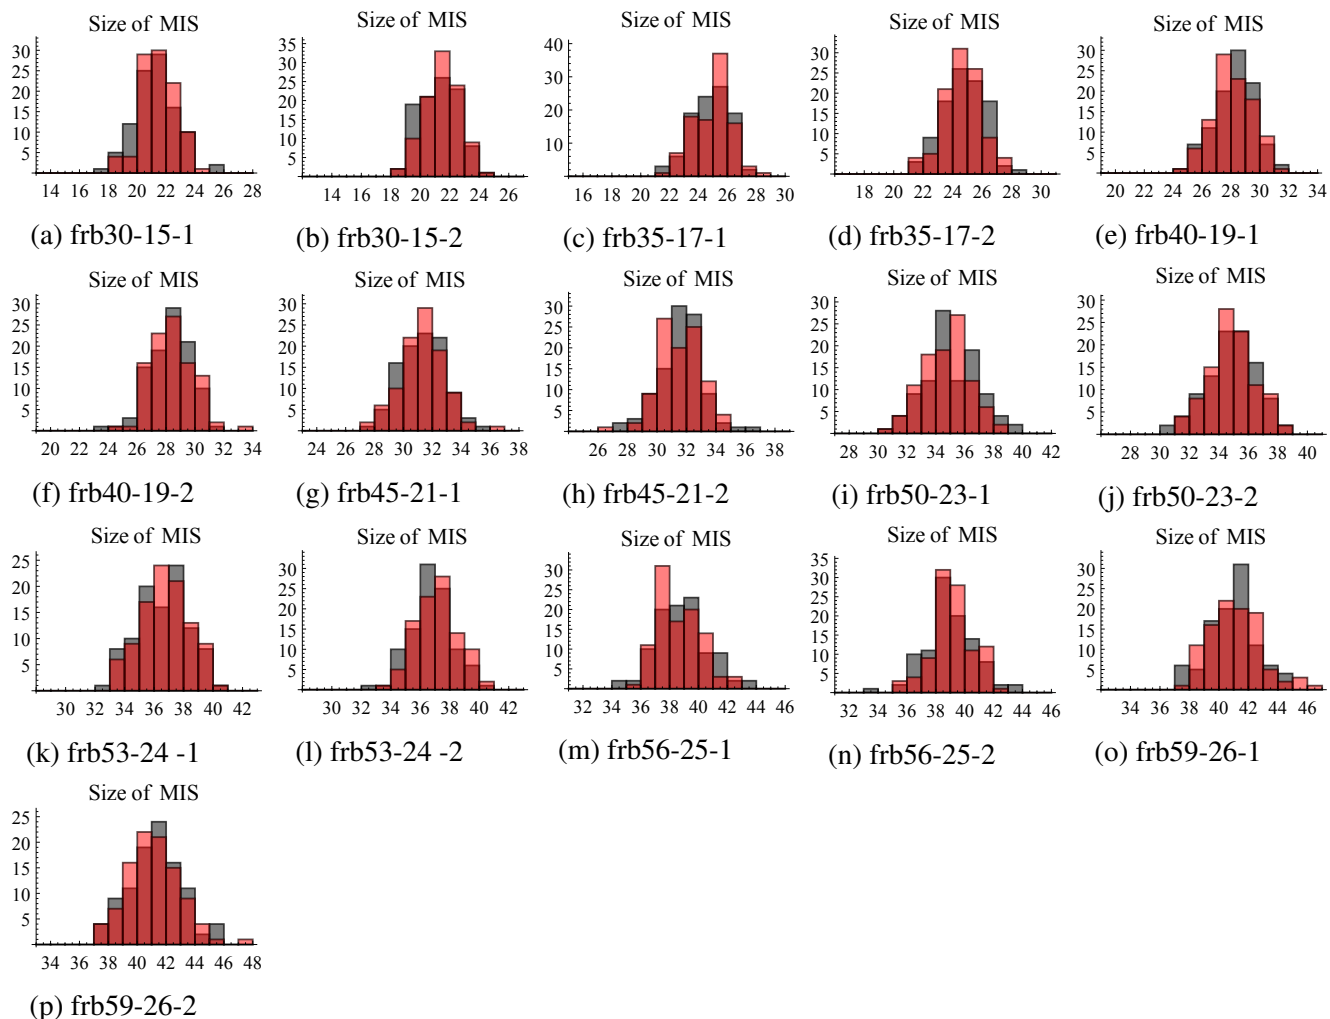 Size of MIS
30
25
20
15
10
5
14 16 18 20 22 24 26 28
(a) frb30-15-1
Size of MIS
35
30
25
20
15
10
5
14 16 18 20 22 24 26
(b) frb30-15-2
Size of MIS
40
30
20
10
16 18 20 22 24 26 28 30
(c) frb35-17-1
Size of MIS
30
25
20
15
10
5
18 20 22 24 26 28 30
(d) frb35-17-2
Size of MIS
30
25
20
15
10
5
20 22 24 26 28 30 32 34
(e) frb40-19-1
Size of MIS
30
25
20
15
10
5
20 22 24 26 28 30 32 34
(f) frb40-19-2
Size of MIS
30
25
20
15
10
5
24 26 28 30 32 34 36 38
(g) frb45-21-1
Size of MIS
30
25
20
15
10
5
26 28 30 32 34 36 38
(h) frb45-21-2
Size of MIS
30
25
20
15
10
5
28 30 32 34 36 38 40 42
(i) frb50-23-1
Size of MIS
30
25
20
15
10
5
28 30 32 34 36 38 40
(j) frb50-23-2
Size of MIS
25
20
15
10
5
30 32 34 36 38 40 42
(k) frb53-24 -1
Size of MIS
30
25
20
15
10
5
30 32 34 36 38 40 42
(l) frb53-24 -2
Size of MIS
30
25
20
15
10
5
32 34 36 38 40 42 44 46
(m) frb56-25-1
Size of MIS
35
30
25
20
15
10
5
32 34 36 38 40 42 44 46
(n) frb56-25-2
Size of MIS
30
25
20
15
10
5
34 36 38 40 42 44 46
(o) frb59-26-1
Size of MIS
25
20
15
10
5
34 36 38 40 42 44 46 48
(p) frb59-26-2